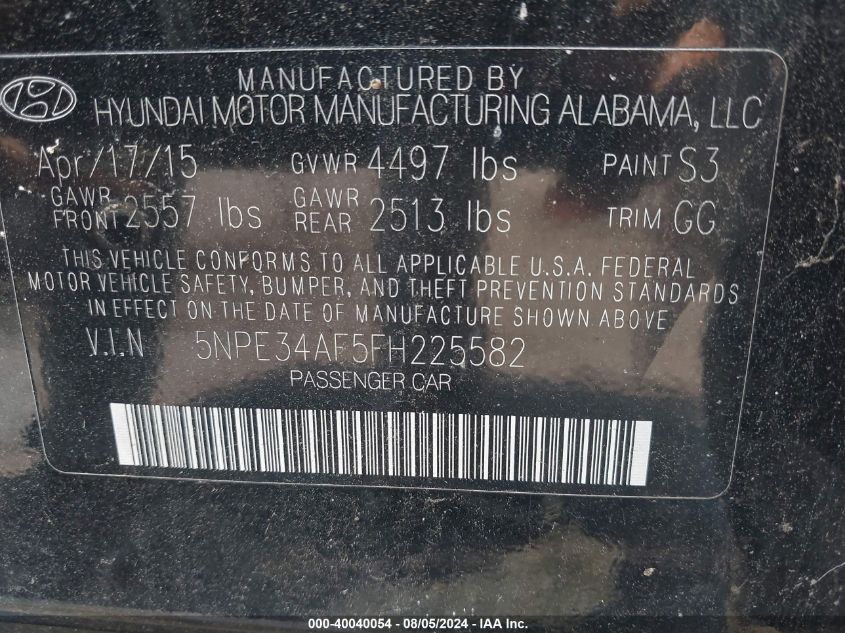 MANUFACTURED BY
HYUNDAI MOTOR MANUFACTURING ALABAMA, LLC
Apr/17/15 GVWR 4497 lbs PAINT S3
GAWR FRONT 2557 lbs GAWR REAR 2513 lbs TRIM GG
THIS VEHICLE CONFORMS TO ALL APPLICABLE U.S.A. FEDERAL
MOTOR VEHICLE SAFETY, BUMPER, AND THEFT PREVENTION STANDARDS
IN EFFECT ON THE DATE OF MANUFACTURE SHOWN ABOVE.
V.I.N 5NPE34AF5FH225582
PASSENGER CAR
000-40040054 - 08/05/2024 - IAA Inc.